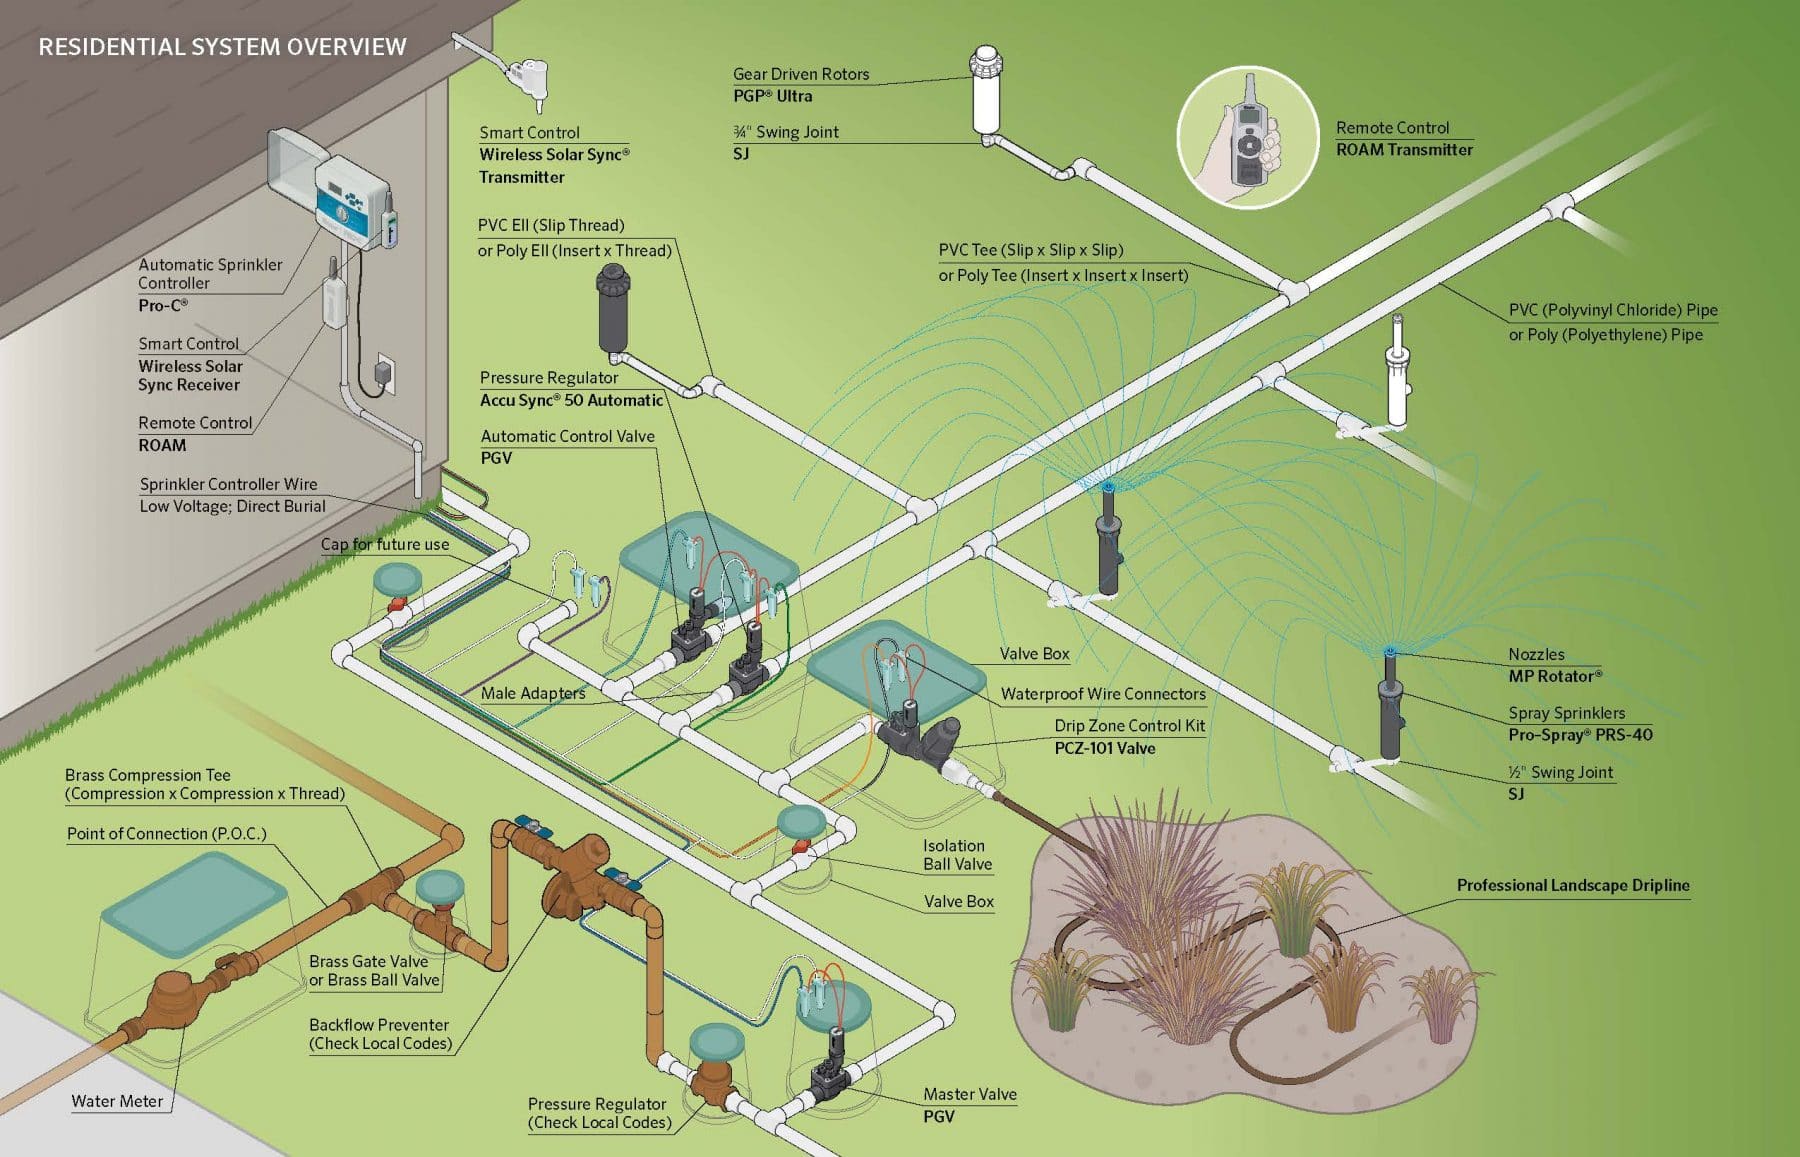 RESIDENTIAL SYSTEM OVERVIEW
Smart Control
Wireless Solar Sync®
Transmitter
Gear Driven Rotors
PGP® Ultra
¾" Swing Joint
SJ
Remote Control
ROAM Transmitter
PVC Ell (Slip Thread)
or Poly Ell (Insert x Thread)
PVC Tee (Slip x Slip x Slip)
or Poly Tee (Insert x Insert x Insert)
PVC (Polyvinyl Chloride) Pipe
or Poly (Polyethylene) Pipe
Automatic Sprinkler
Controller
Pro-C®
Smart Control
Wireless Solar
Sync Receiver
Remote Control
ROAM
Sprinkler Controller Wire
Low Voltage; Direct Burial
Pressure Regulator
Accu Sync® 50 Automatic
Automatic Control Valve
PGV
Cap for future use
Male Adapters
Valve Box
Waterproof Wire Connectors
Drip Zone Control Kit
PCZ-101 Valve
Nozzles
MP Rotator®
Spray Sprinklers
Pro-Spray® PRS-40
½" Swing Joint
SJ
Brass Compression Tee
(Compression x Compression x Thread)
Point of Connection (P.O.C.)
Isolation
Ball Valve
Valve Box
Professional Landscape Dripline
Brass Gate Valve
or Brass Ball Valve
Backflow Preventer
(Check Local Codes)
Water Meter
Pressure Regulator
(Check Local Codes)
Master Valve
PGV